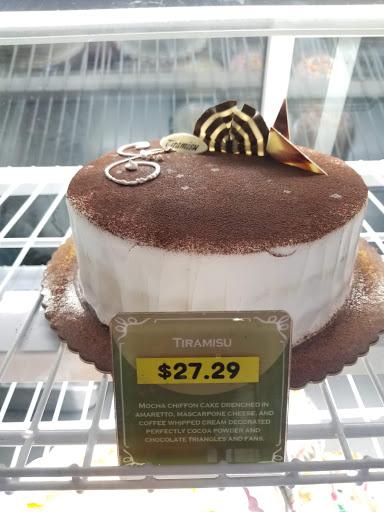 Tiramisu
TIRAMISU
$27.29
MOCHA CHIFFON CAKE DRENCHED IN
AMARETTO, MASCARPONE CHEESE, AND
COFFEE WHIPPED CREAM DECORATED
PERFECTLY COCOA POWDER AND
CHOCOLATE TRIANGLES AND FANS.